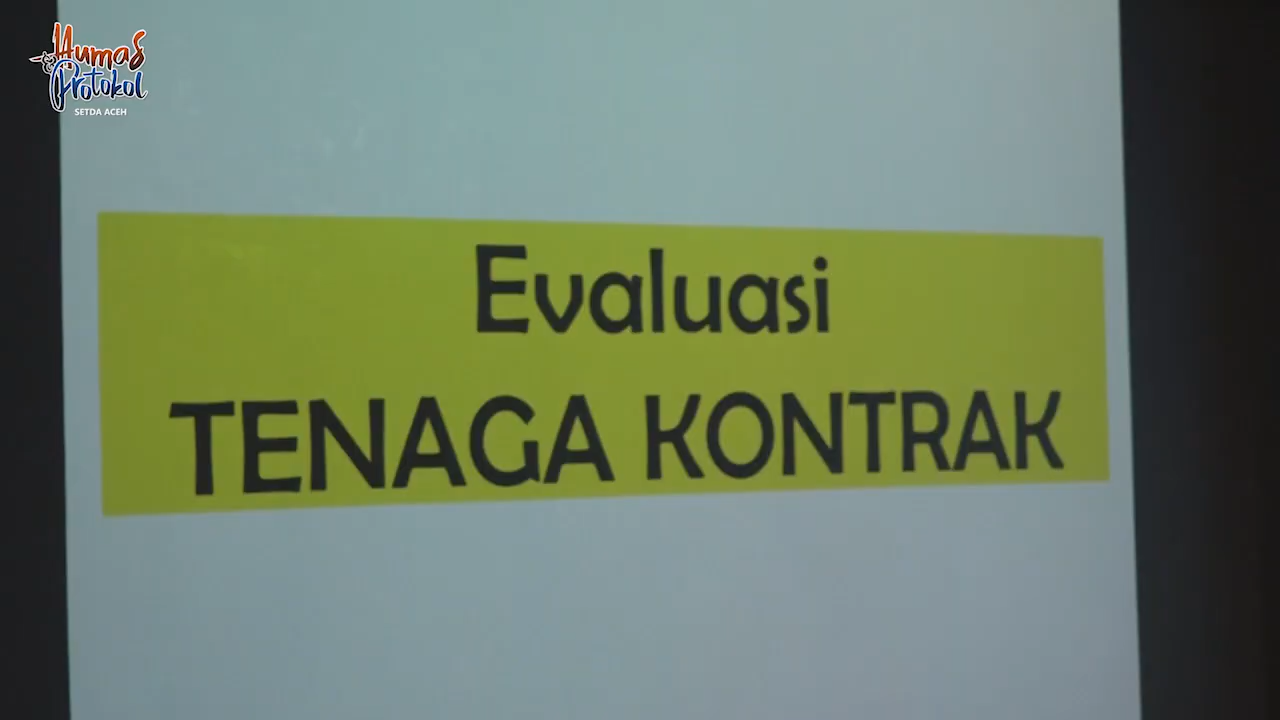 Humas
Protokol
SETDA ACEH
Evaluasi
TENAGA KONTRAK